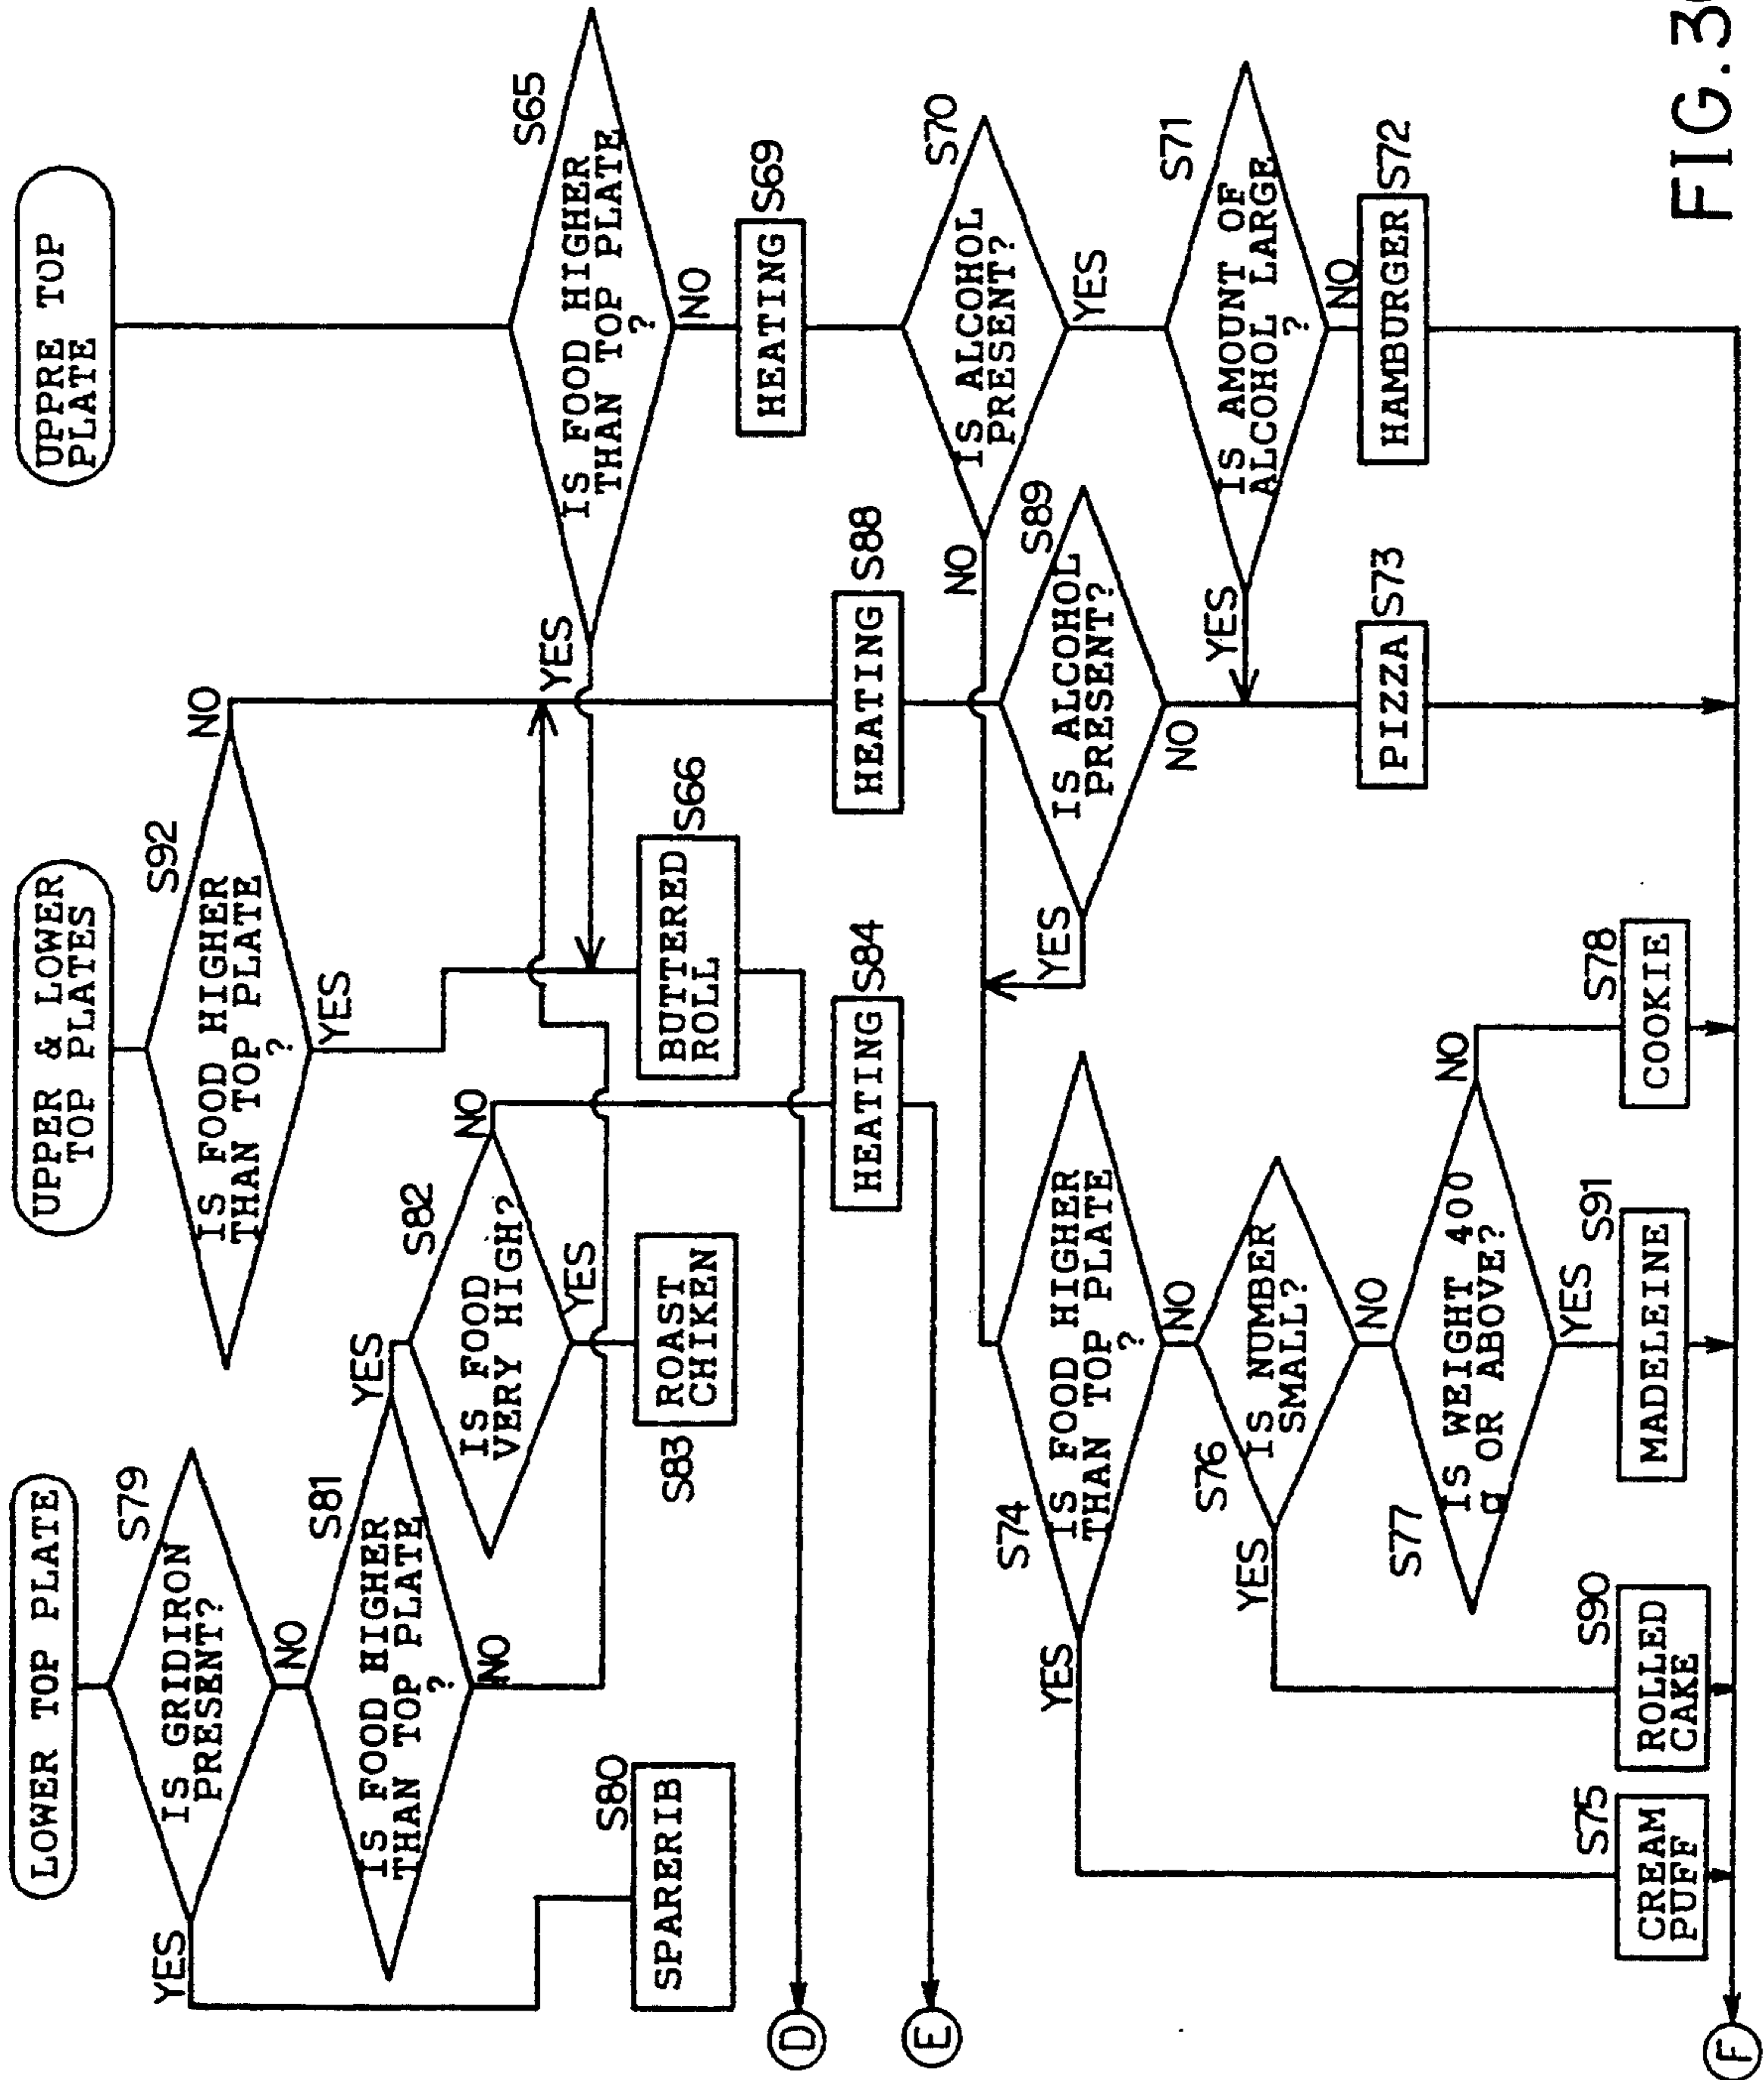 LOWER TOP PLATE
UPPER & LOWER
TOP PLATES
UPPRE TOP
PLATE
S79
IS GRIDIRON
PRESENT?
YES
NO
S81
IS FOOD HIGHER
THAN TOP PLATE
?
YES
NO
S82
IS FOOD
VERY HIGH?
NO
YES
S80
SPARERIB
S83
ROAST
CHIKEN
S92
IS FOOD HIGHER
THAN TOP PLATE
?
NO
YES
BUTTERED
ROLL
S66
S65
IS FOOD HIGHER
THAN TOP PLATE
?
YES
NO
HEATING
S69
D
HEATING
S84
HEATING
S88
E
S70
IS ALCOHOL
PRESENT?
NO
YES
S89
IS ALCOHOL
PRESENT?
YES
NO
S71
IS AMOUNT OF
ALCOHOL LARGE
?
YES
NO
S74
IS FOOD HIGHER
THAN TOP PLATE
?
YES
NO
S76
IS NUMBER
SMALL?
YES
NO
S77
IS WEIGHT 400
g OR ABOVE?
NO
YES
PIZZA
S73
HAMBURGER
S72
S75
CREAM
PUFF
S90
ROLLED
CAKE
S91
MADELEINE
S78
COOKIE
F